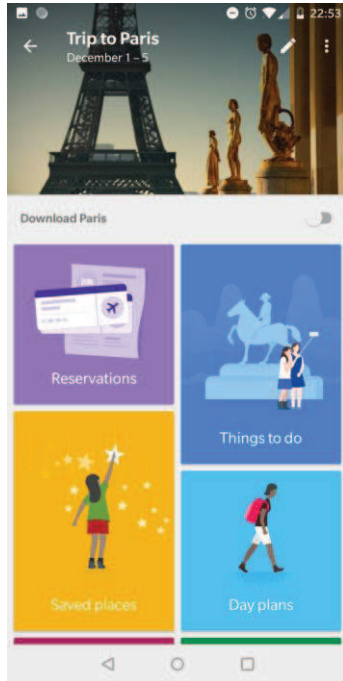 22:53
Trip to Paris
December 1 – 5
Download Paris
Reservations
Things to do
Saved places
Day plans